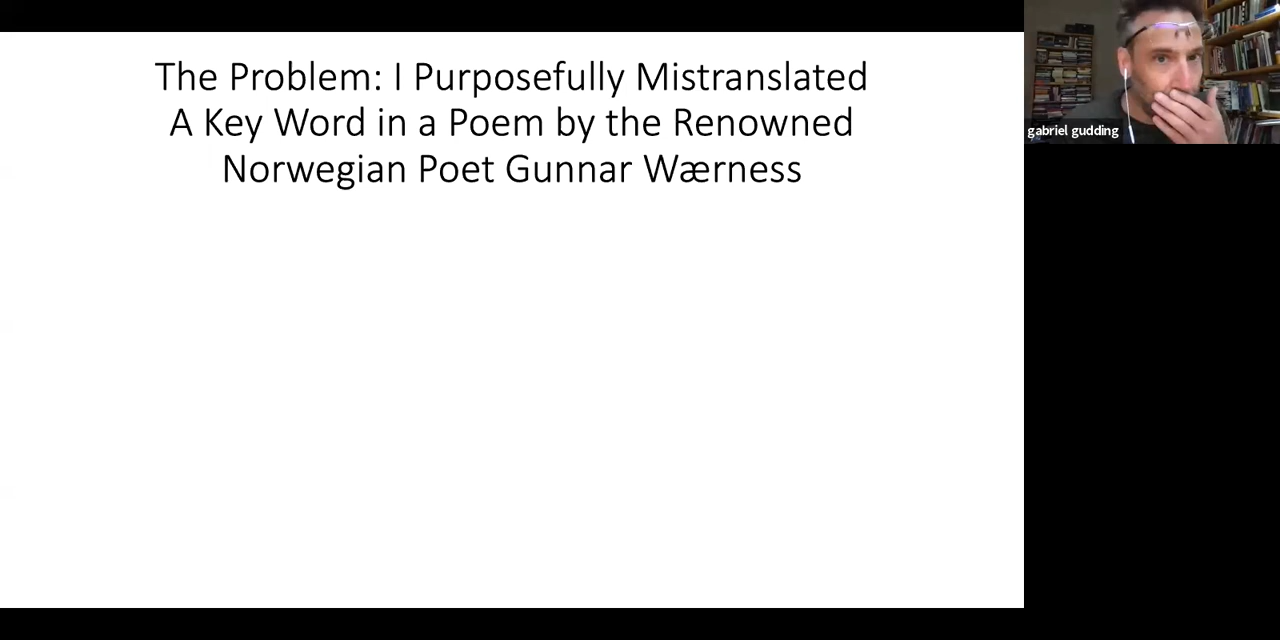 The Problem: I Purposefully Mistranslated
A Key Word in a Poem by the Renowned
Norwegian Poet Gunnar Wærness
gabriel gudding